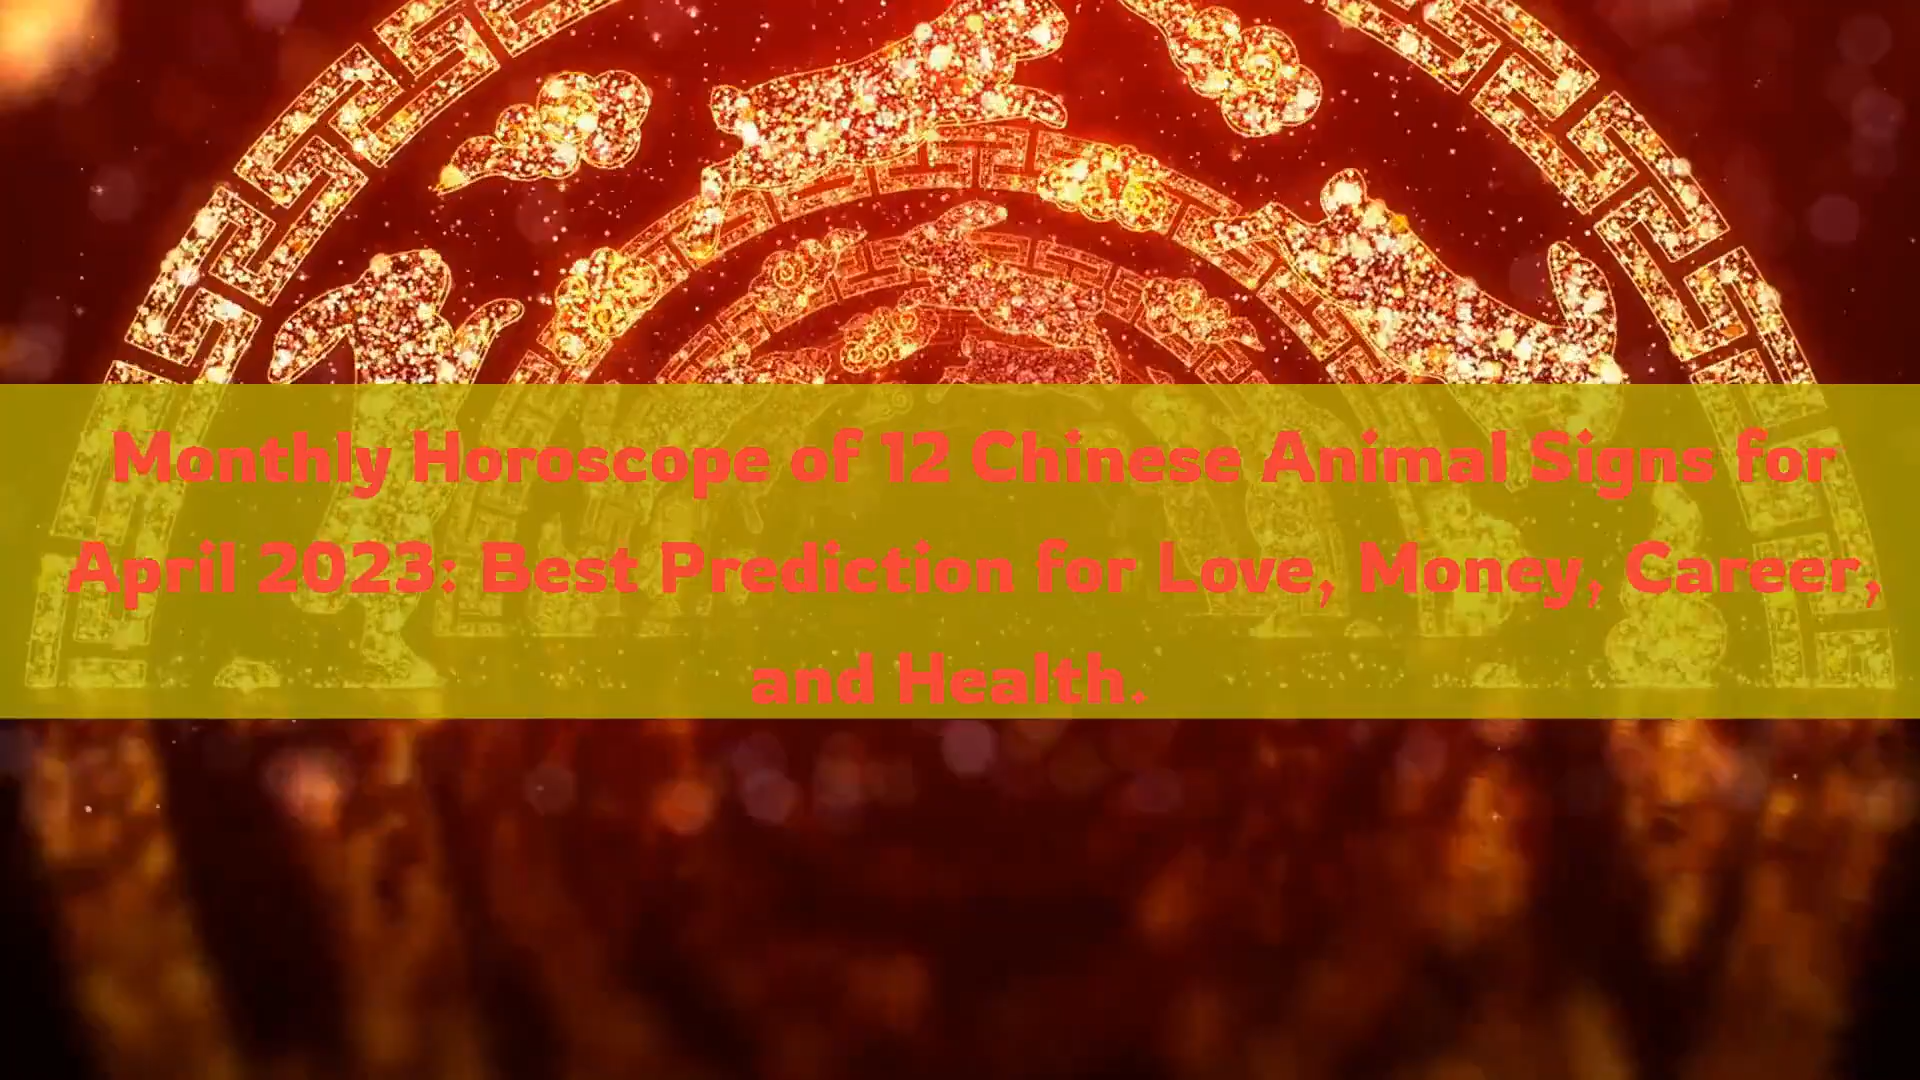 Monthly Horoscope of 12 Chinese Animal Signs for
April 2023: Best Prediction for Love, Money, Career,
and Health.